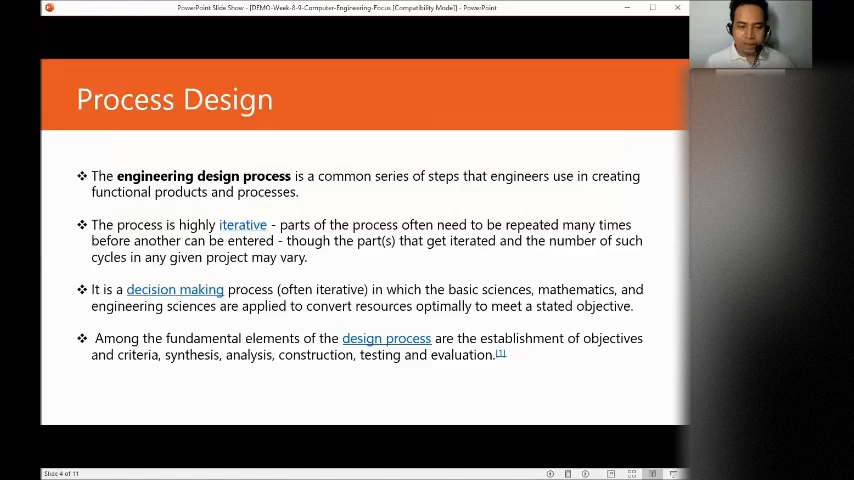 PowerPoint Slide Show - [DEMO-Week-8-9-Computer-Engineering-Focus [Compatibility Mode]] - PowerPoint
Process Design
❖ The engineering design process is a common series of steps that engineers use in creating
functional products and processes.
❖ The process is highly iterative - parts of the process often need to be repeated many times
before another can be entered - though the part(s) that get iterated and the number of such
cycles in any given project may vary.
❖ It is a decision making process (often iterative) in which the basic sciences, mathematics, and
engineering sciences are applied to convert resources optimally to meet a stated objective.
❖ Among the fundamental elements of the design process are the establishment of objectives
and criteria, synthesis, analysis, construction, testing and evaluation.[1]
Slide 4 of 11